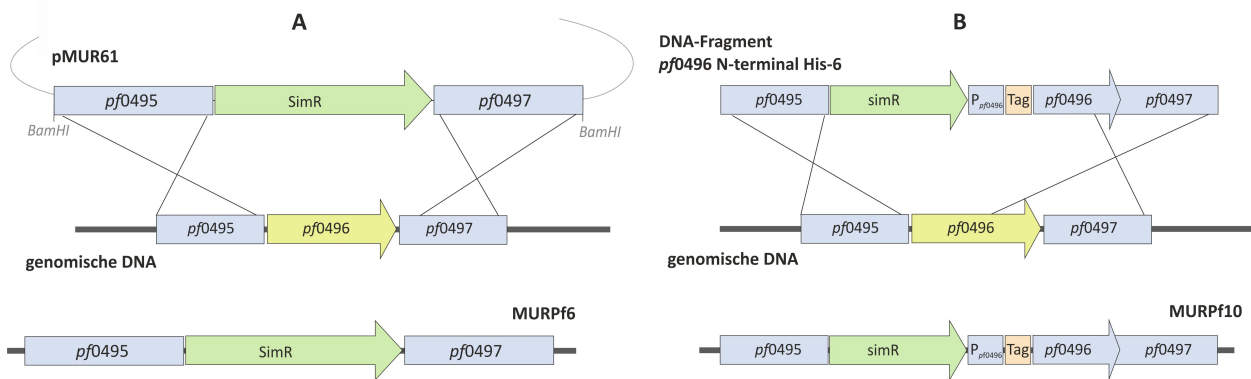 A
pMUR61
pf0495 SimR pf0497
BamHI BamHI
pf0495 pf0496 pf0497
genomische DNA
MURPf6
pf0495 SimR pf0497
B
DNA-Fragment
pf0496 N-terminal His-6
pf0495 simR Ppf0496 Tag pf0496 pf0497
pf0495 pf0496 pf0497
genomische DNA
MURPf10
pf0495 simR Ppf0496 Tag pf0496 pf0497